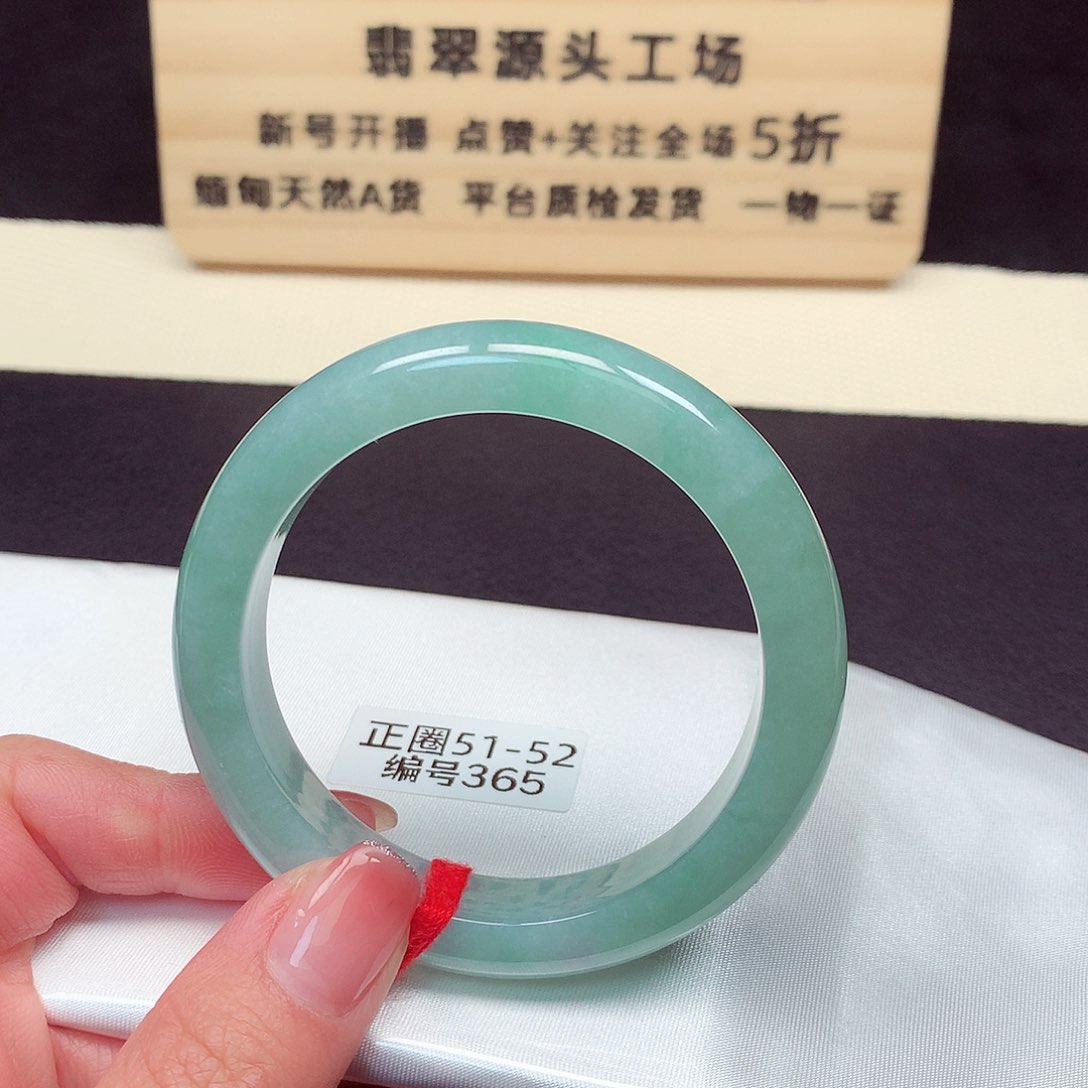 翡翠源头工场
新号开播 点赞+关注全场5折
缅甸天然A货 平台质检发货 一物一证
正圈51-52
编号365